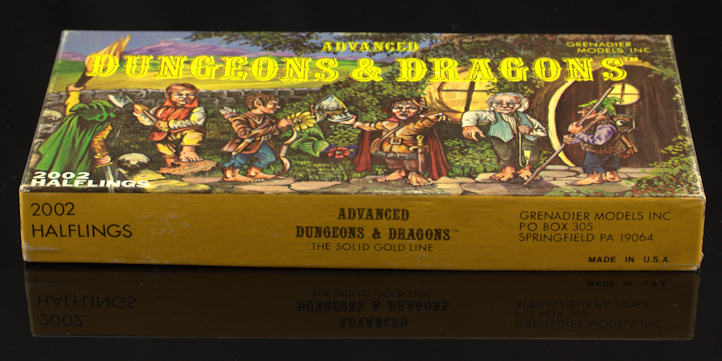 ADVANCED
DUNGEONS & DRAGONS™
GRENADIER
MODELS INC
2002
HALFLINGS
2002
HALFLINGS
ADVANCED
DUNGEONS & DRAGONS™
THE SOLID GOLD LINE
GRENADIER MODELS INC
PO BOX 305
SPRINGFIELD PA 19064
MADE IN U.S.A.